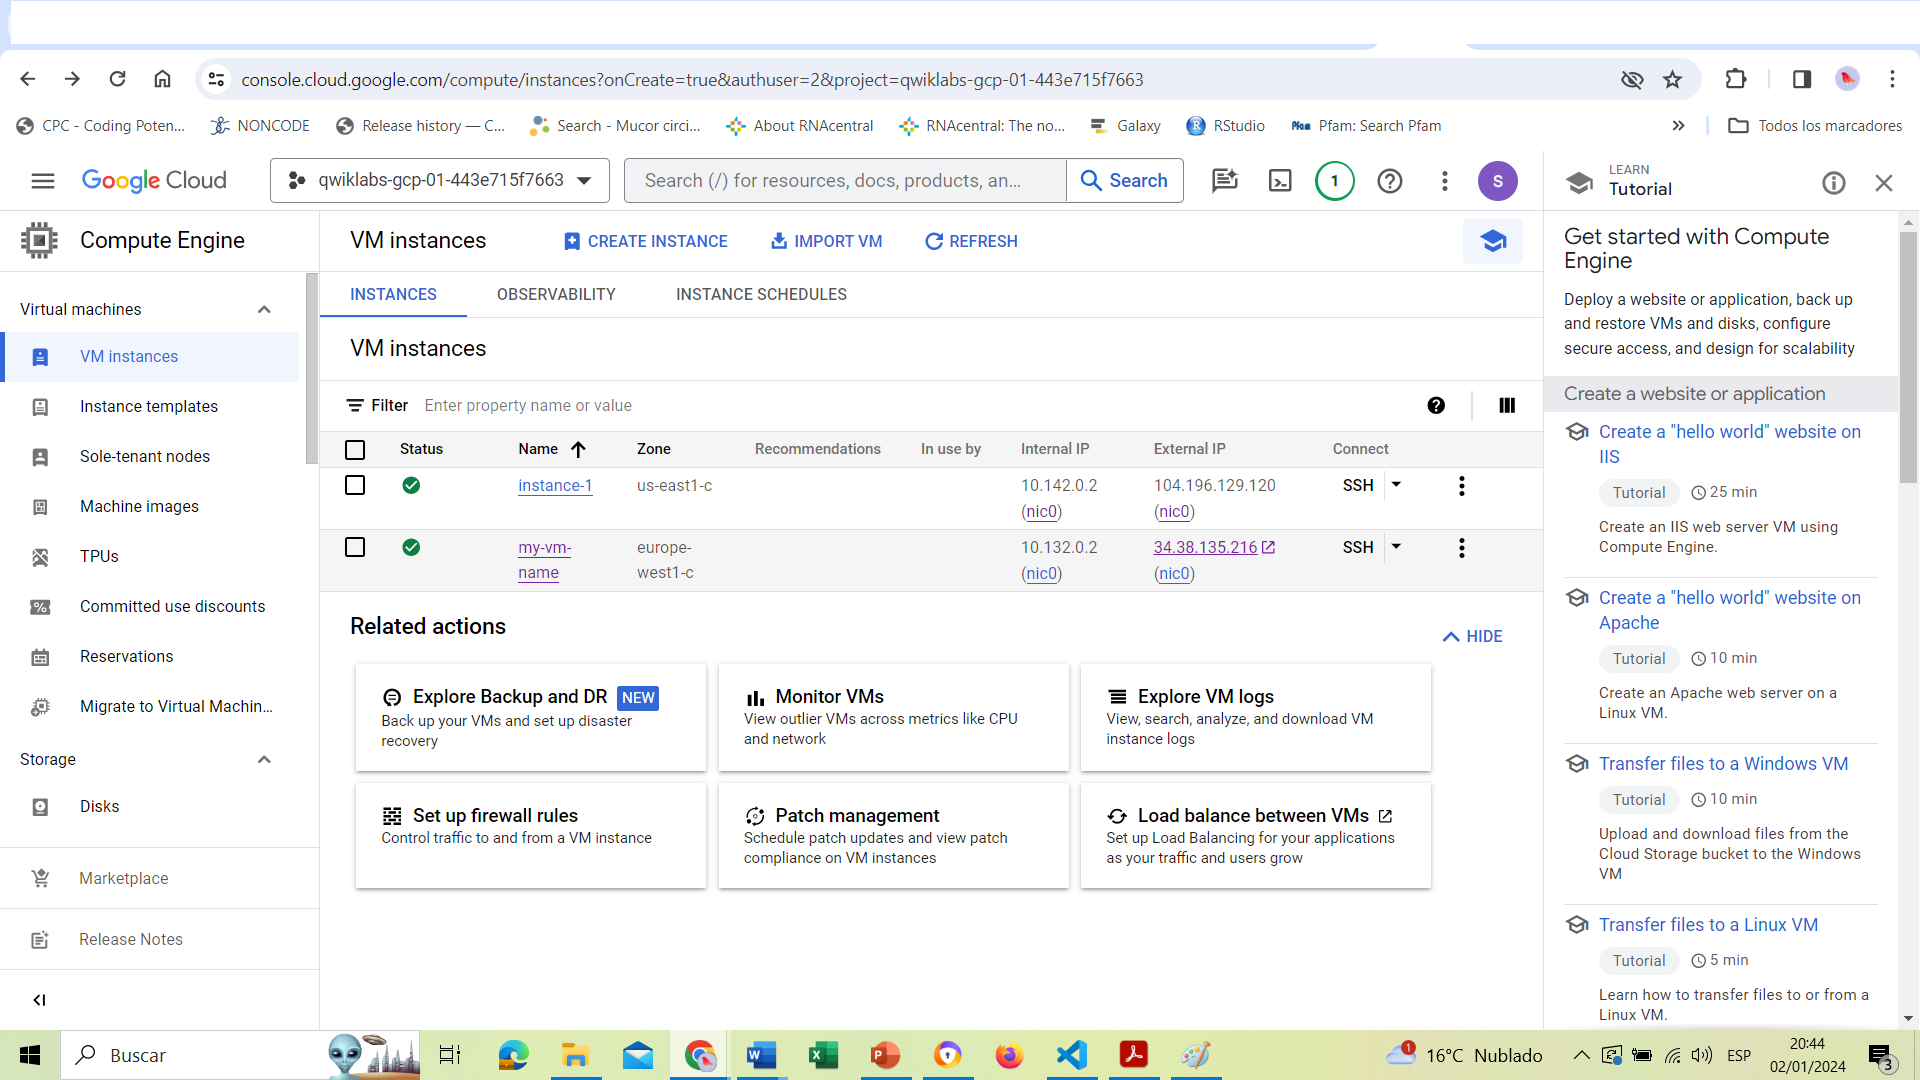 console.cloud.google.com/compute/instances?onCreate=true&authuser=2&project=qwiklabs-gcp-01-443e715f7663
CPC - Coding Poten... NONCODE Release history — C... Search - Mucor circi... About RNAcentral RNAcentral: The no... Galaxy RStudio Pfam Pfam: Search Pfam » Todos los marcadores
Google Cloud qwiklabs-gcp-01-443e715f7663 Search (/) for resources, docs, products, an... Search 1 S
LEARN
Tutorial
Compute Engine
Virtual machines
VM instances
Instance templates
Sole-tenant nodes
Machine images
TPUs
Committed use discounts
Reservations
Migrate to Virtual Machin...
Storage
Disks
Marketplace
Release Notes
VM instances CREATE INSTANCE IMPORT VM REFRESH
INSTANCES OBSERVABILITY INSTANCE SCHEDULES
VM instances
Filter Enter property name or value
Status Name Zone Recommendations In use by Internal IP External IP Connect
instance-1 us-east1-c 10.142.0.2 104.196.129.120 SSH
(nic0) (nic0)
my-vm- europe- 10.132.0.2 34.38.135.216 SSH
name west1-c (nic0) (nic0)
Related actions
HIDE
Explore Backup and DR NEW
Back up your VMs and set up disaster
recovery
Monitor VMs
View outlier VMs across metrics like CPU
and network
Explore VM logs
View, search, analyze, and download VM
instance logs
Set up firewall rules
Control traffic to and from a VM instance
Patch management
Schedule patch updates and view patch
compliance on VM instances
Load balance between VMs
Set up Load Balancing for your applications
as your traffic and users grow
Get started with Compute
Engine
Deploy a website or application, back up
and restore VMs and disks, configure
secure access, and design for scalability
Create a website or application
Create a "hello world" website on
IIS
Tutorial 25 min
Create an IIS web server VM using
Compute Engine.
Create a "hello world" website on
Apache
Tutorial 10 min
Create an Apache web server on a
Linux VM.
Transfer files to a Windows VM
Tutorial 10 min
Upload and download files from the
Cloud Storage bucket to the Windows
VM
Transfer files to a Linux VM
Tutorial 5 min
Learn how to transfer files to or from a
Linux VM.
Buscar
1 16°C Nublado ESP
20:44
02/01/2024
3